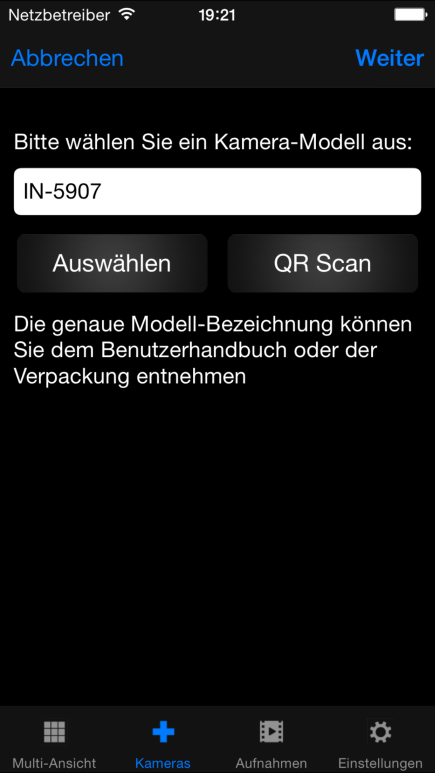 Netzbetreiber 19:21
Abbrechen Weiter
Bitte wählen Sie ein Kamera-Modell aus:
IN-5907
Auswählen QR Scan
Die genaue Modell-Bezeichnung können
Sie dem Benutzerhandbuch oder der
Verpackung entnehmen
Multi-Ansicht Kameras Aufnahmen Einstellungen